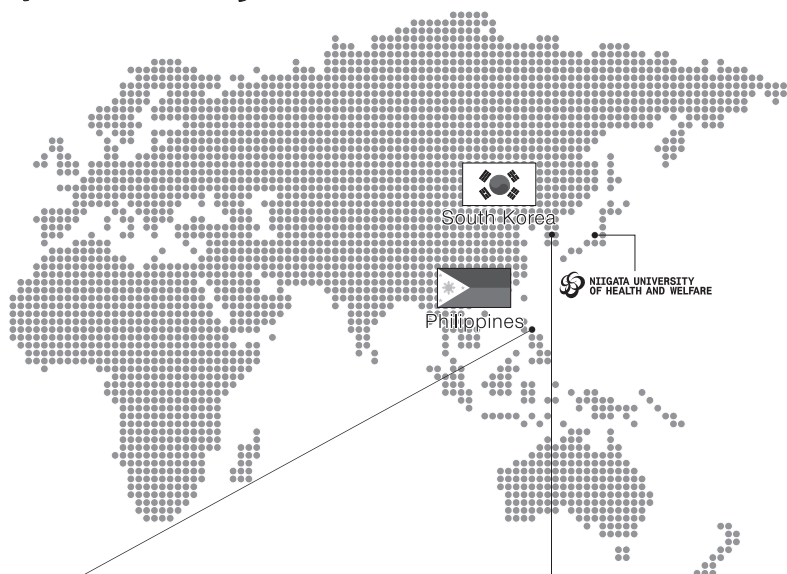 South Korea
NIIGATA UNIVERSITY
OF HEALTH AND WELFARE
Philippines